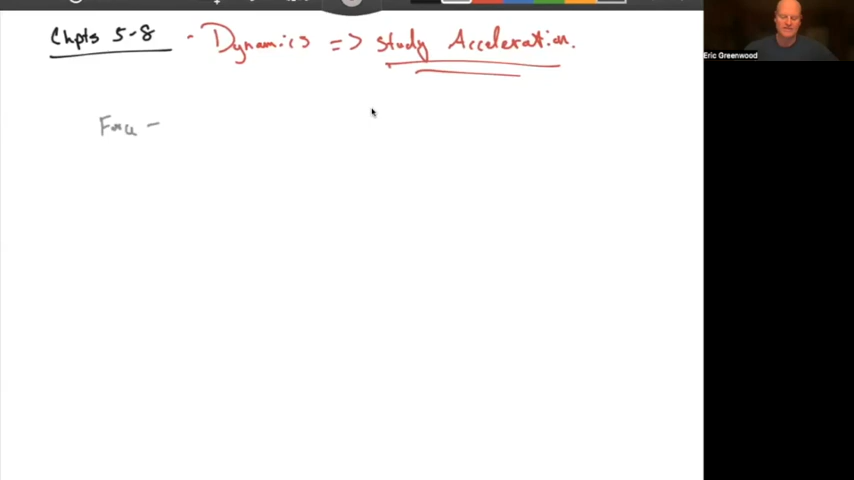 Chpts 5-8 - Dynamics => study Acceleration.
Eric Greenwood
Force -